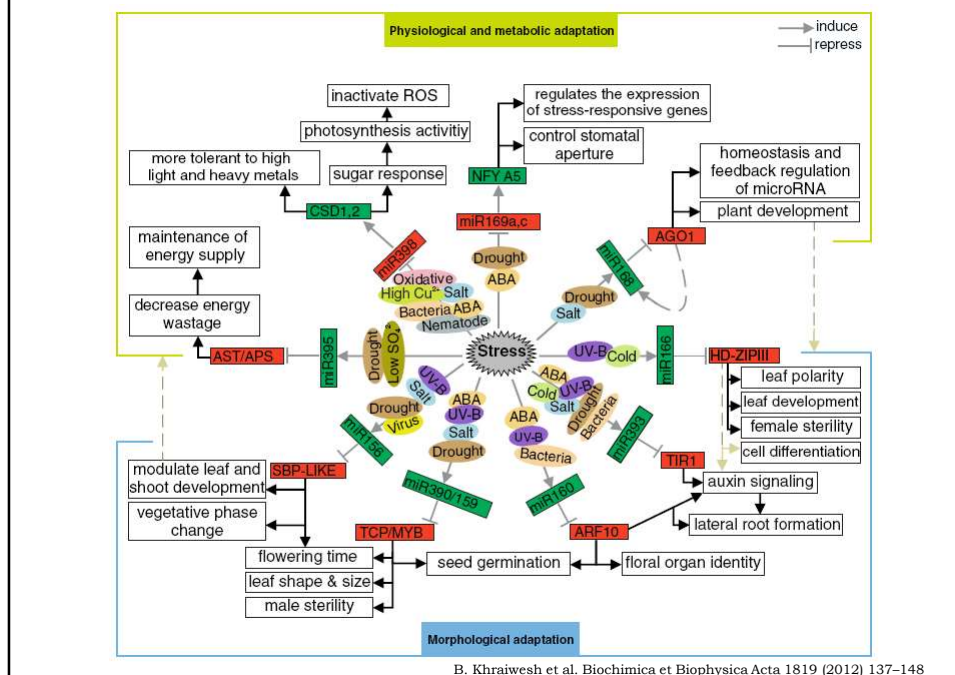 Physiological and metabolic adaptation
induce
repress
inactivate ROS
photosynthesis activitiy
sugar response
more tolerant to high
light and heavy metals
CSD1,2
miR398
regulates the expression
of stress-responsive genes
control stomatal
aperture
NFY A5
miR169a,c
homeostasis and
feedback regulation
of microRNA
plant development
AGO1
miR168
maintenance of
energy supply
decrease energy
wastage
AST/APS
miR395
Drought
Low SO₄²⁻
Oxidative
High Cu²⁺ Salt
Bacteria ABA
Nematode
Drought
ABA
Drought
Salt
Stress
UV-B Cold
miR166
HD-ZIPIII
leaf polarity
leaf development
female sterility
cell differentiation
UV-B
Salt
Drought
Virus
miR156
SBP-LIKE
modulate leaf and
shoot development
vegetative phase
change
flowering time
leaf shape & size
male sterility
ABA
UV-B
Salt
Drought
miR390/159
TCP/MYB
seed germination
ABA
UV-B
Bacteria
miR160
ARF10
floral organ identity
ABA
Cold UV-B
Salt Drought
Bacteria
miR393
TIR1
auxin signaling
lateral root formation
Morphological adaptation
B. Khraiwesh et al. Biochimica et Biophysica Acta 1819 (2012) 137–148